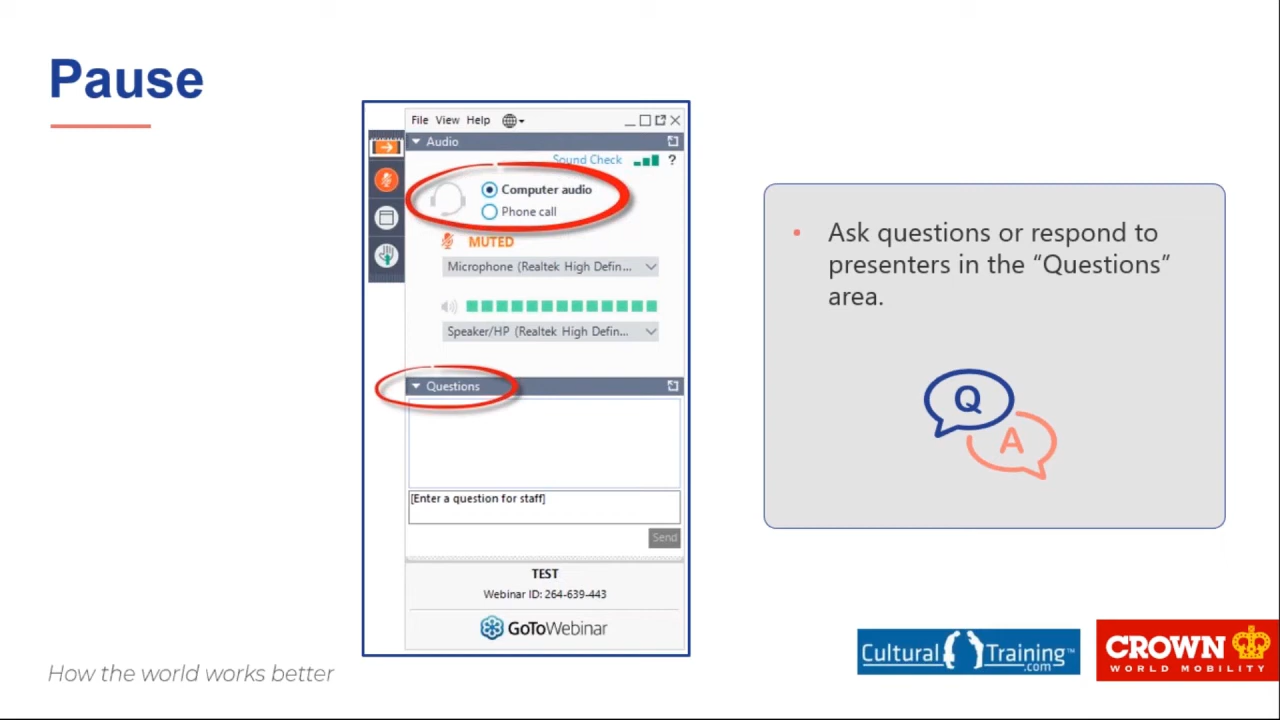 Pause
File View Help
Audio
Sound Check ?
Computer audio
Phone call
MUTED
Microphone (Realtek High Defin...
Speaker/HP (Realtek High Defin...
Questions
[Enter a question for staff]
Send
TEST
Webinar ID: 264-639-443
GoToWebinar
• Ask questions or respond to
presenters in the “Questions”
area.
Q
A
How the world works better
Cultural Training™
.com
CROWN
WORLD MOBILITY